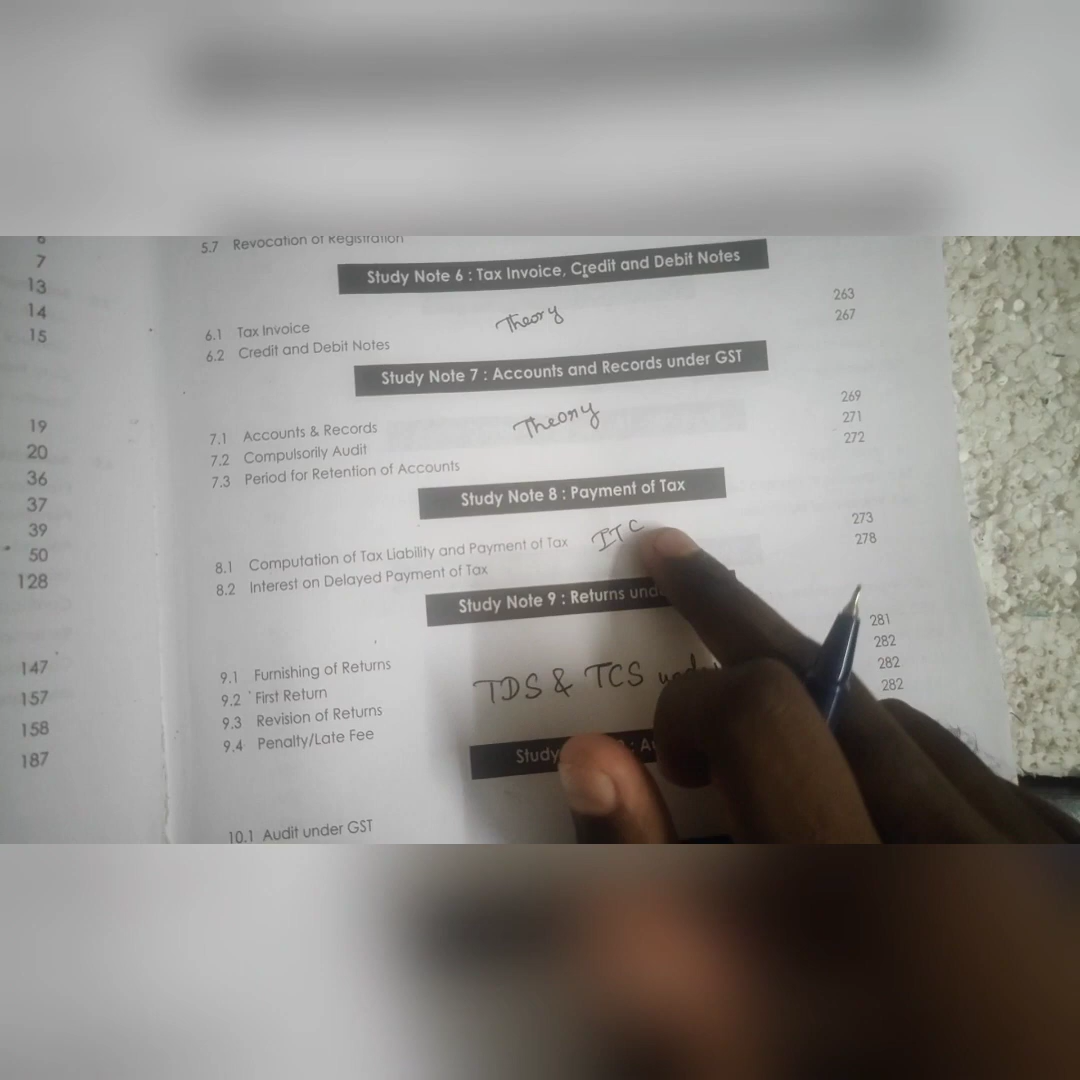 5.7 Revocation of Registration
Study Note 6 : Tax Invoice, Credit and Debit Notes
6.1 Tax Invoice 263
6.2 Credit and Debit Notes 267
Theory
Study Note 7 : Accounts and Records under GST
7.1 Accounts & Records 269
7.2 Compulsorily Audit 271
7.3 Period for Retention of Accounts 272
Theory
Study Note 8 : Payment of Tax
8.1 Computation of Tax Liability and Payment of Tax ITC 273
8.2 Interest on Delayed Payment of Tax 278
Study Note 9 : Returns
9.1 Furnishing of Returns 281
9.2 First Return 282
9.3 Revision of Returns 282
9.4 Penalty/Late Fee 282
TDS & TCS
Study
10.1 Audit under GST
7
13
14
15
19
20
36
37
39
50
128
147
157
158
187